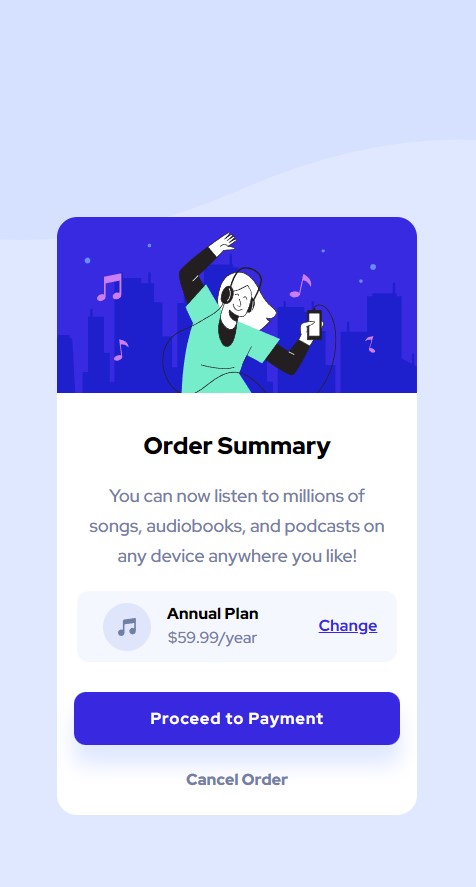 Order Summary
You can now listen to millions of
songs, audiobooks, and podcasts on
any device anywhere you like!
Annual Plan
$59.99/year
Change
Proceed to Payment
Cancel Order